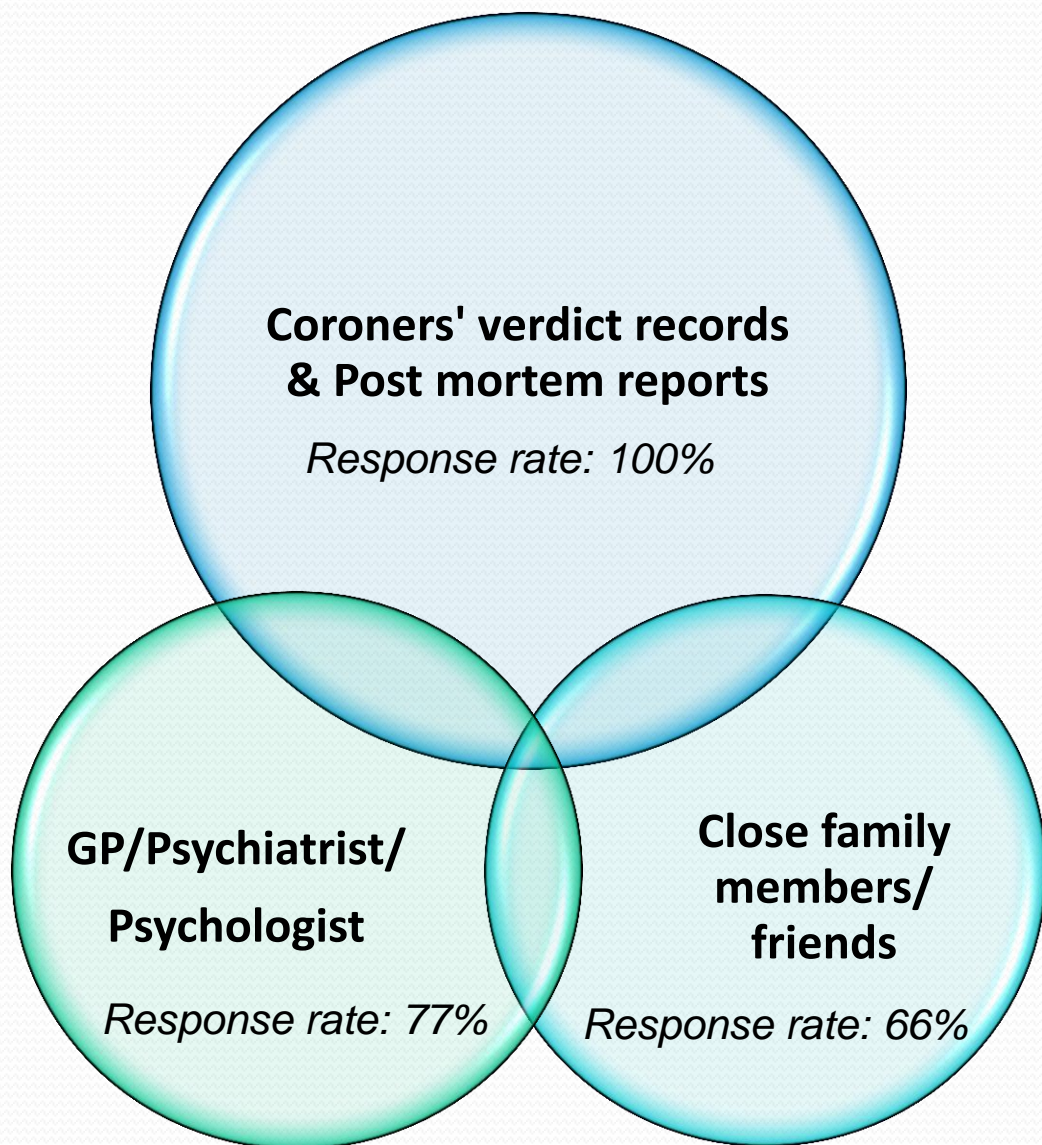 Coroners' verdict records
& Post mortem reports
Response rate: 100%
GP/Psychiatrist/
Psychologist
Response rate: 77%
Close family
members/
friends
Response rate: 66%